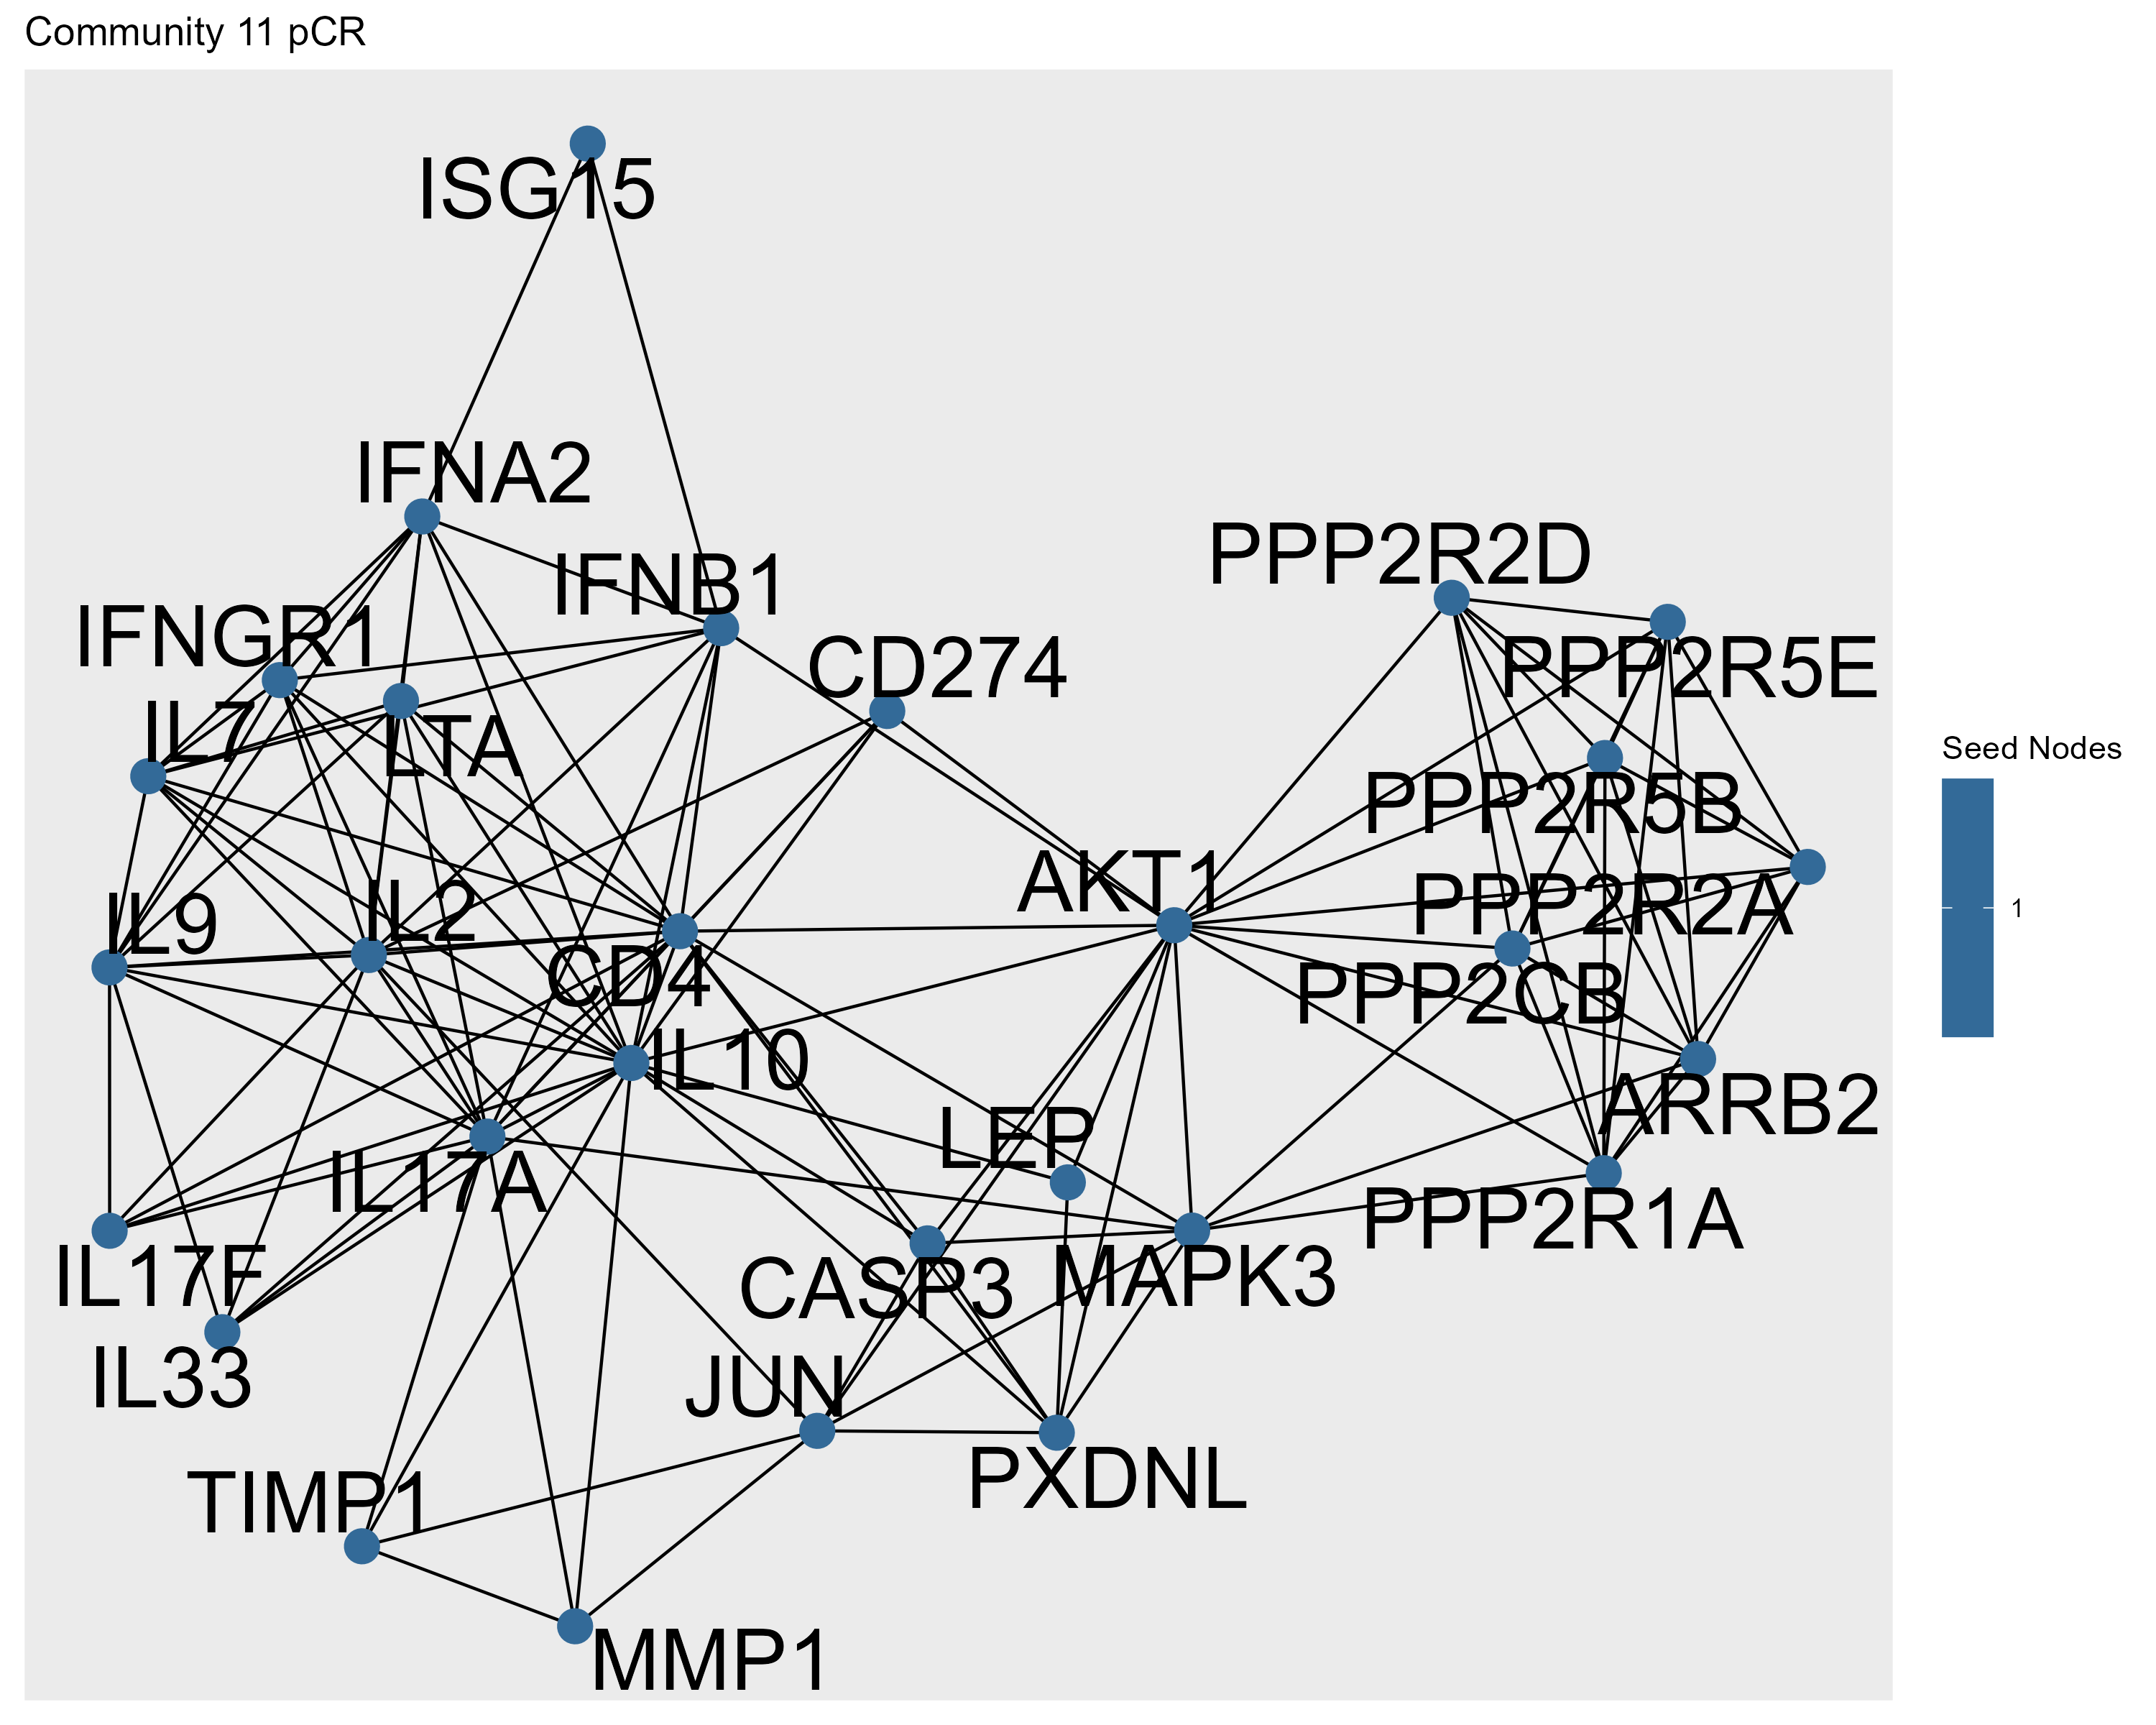 Community 11 pCR
ISG15
IFNA2
IFNB1
PPP2R2D
IFNGR1
CD274
PPP2R5E
IL7
LTA
Seed Nodes
PPP2R5B
AKT1
IL9
IL2
PPP2R2A
1
CD4
PPP2CB
IL10
ARRB2
LEP
IL17A
PPP2R1A
IL17F
CASP3
MAPK3
IL33
JUN
PXDNL
TIMP1
MMP1